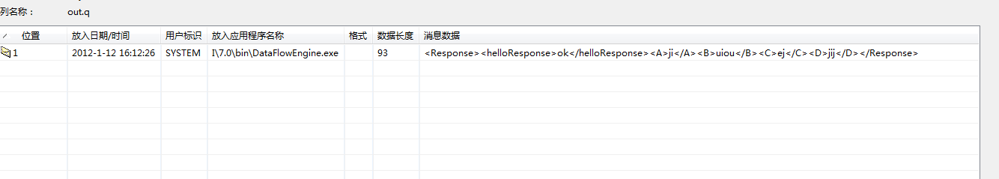 列名称： out.q
位置 放入日期/时间 用户标识 放入应用程序名称 格式 数据长度 消息数据
1 2012-1-12 16:12:26 SYSTEM I\7.0\bin\DataFlowEngine.exe 93 <Response><helloResponse>ok</helloResponse><A>ji</A><B>uiou</B><C>ej</C><D>jij</D></Response>